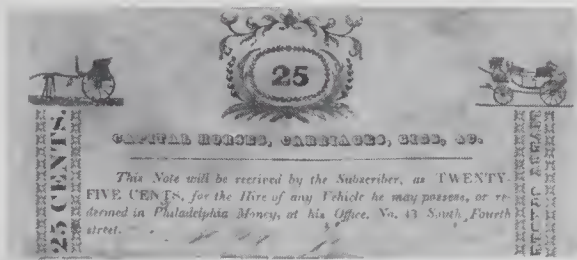 25
CAPITAL HORSES, CARRIAGES, GIGS, &c.
This Note will be received by the Subscriber, as TWENTY-
FIVE CENTS, for the Hire of any Vehicle he may possess, or re-
deemed in Philadelphia Money, at his Office, No. 43 South Fourth
street.
25 CENTS.